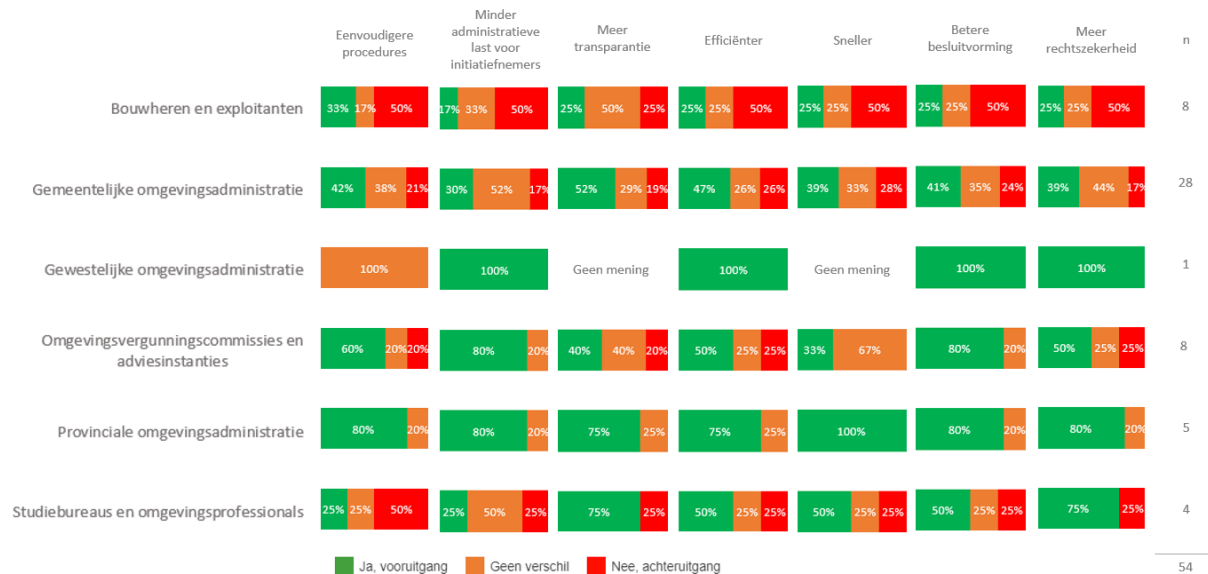 Eenvoudigere
procedures
Minder
administratieve
last voor
initiatiefnemers
Meer
transparantie
Efficiënter
Sneller
Betere
besluitvorming
Meer
rechtszekerheid
n
Bouwheren en exploitanten
33% 17% 50%
17% 33% 50%
25% 50% 25%
25% 25% 50%
25% 25% 50%
25% 25% 50%
25% 25% 50%
8
Gemeentelijke omgevingsadministratie
42% 38% 21%
30% 52% 17%
52% 29% 19%
47% 26% 26%
39% 33% 28%
41% 35% 24%
39% 44% 17%
28
Gewestelijke omgevingsadministratie
100%
100%
Geen mening
100%
Geen mening
100%
100%
1
Omgevingsvergunningscommissies en
adviesinstanties
60% 20% 20%
80% 20%
40% 40% 20%
50% 25% 25%
33% 67%
80% 20%
50% 25% 25%
8
Provinciale omgevingsadministratie
80% 20%
80% 20%
75% 25%
75% 25%
100%
80% 20%
80% 20%
5
Studiebureaus en omgevingsprofessionals
25% 25% 50%
25% 50% 25%
75% 25%
50% 25% 25%
50% 25% 25%
50% 25% 25%
75% 25%
4
Ja, vooruitgang
Geen verschil
Nee, achteruitgang
54